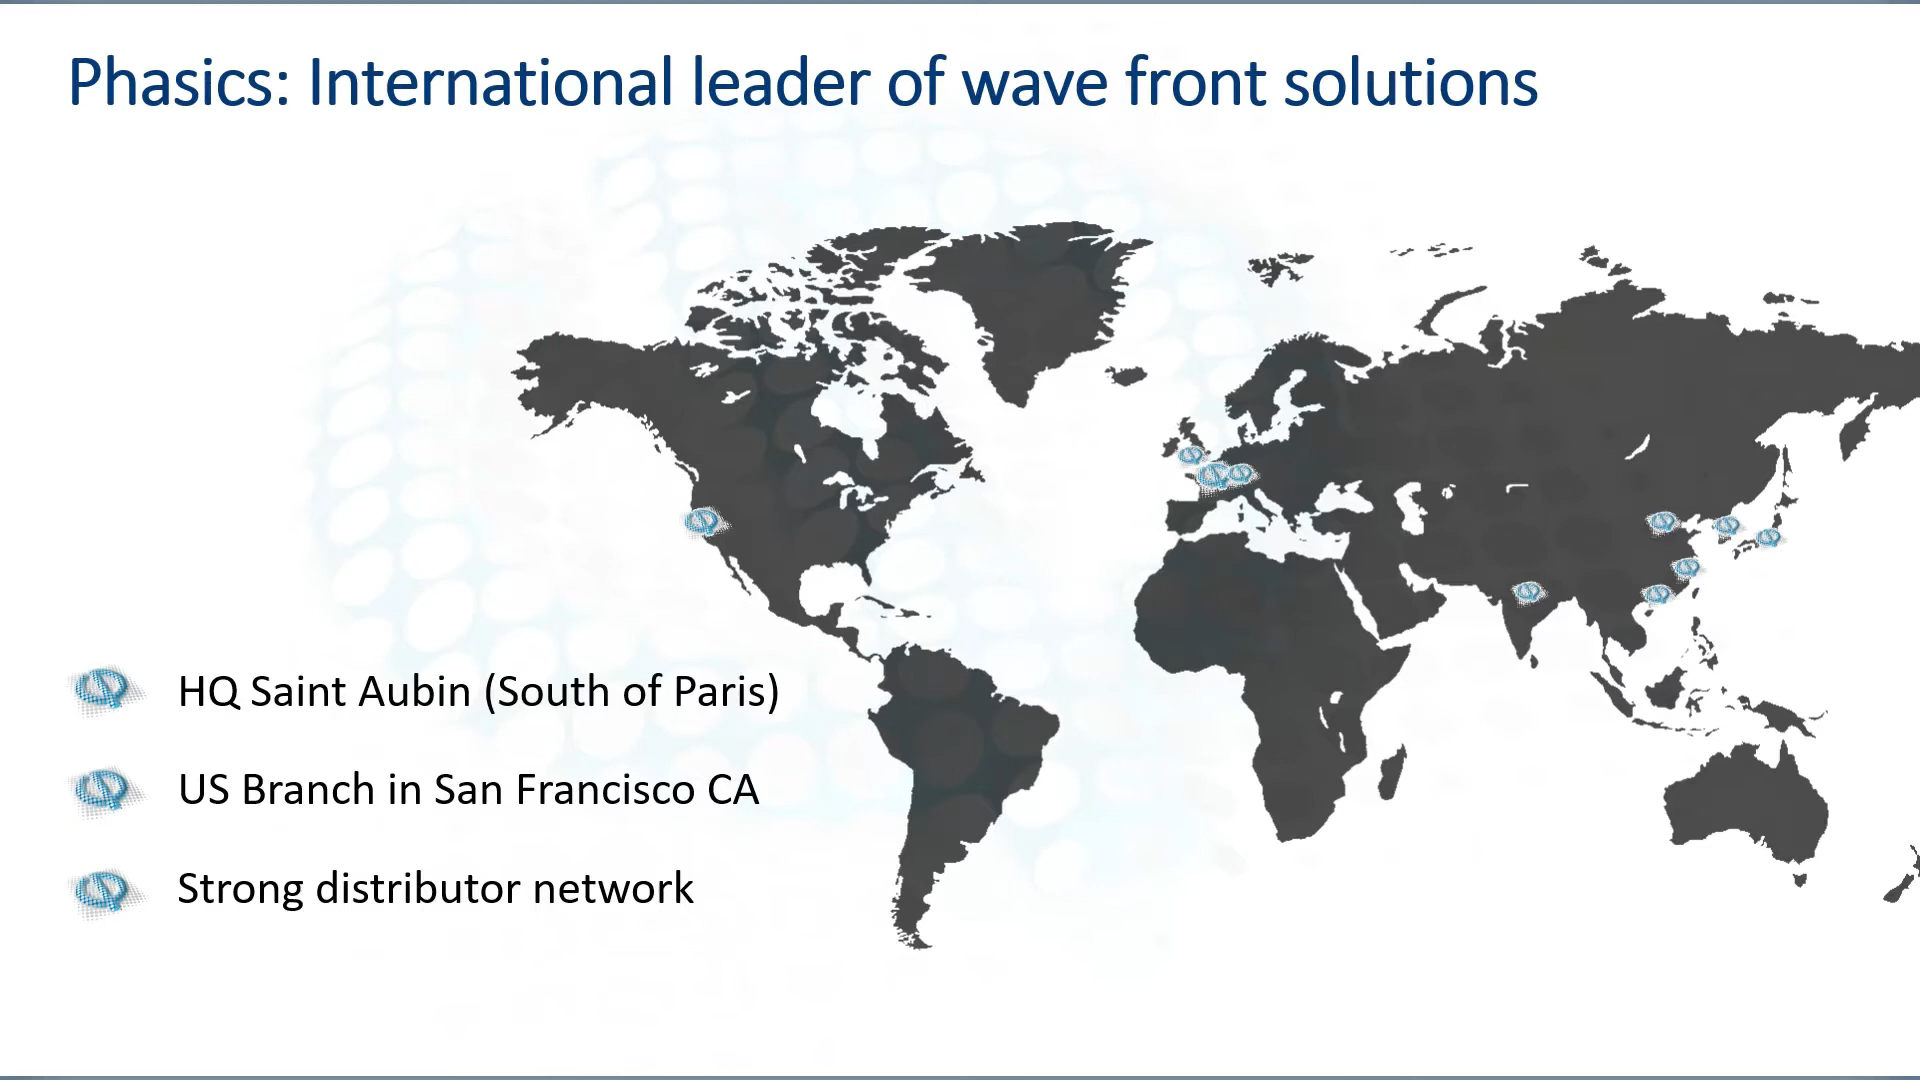 Phasics: International leader of wave front solutions
HQ Saint Aubin (South of Paris)
US Branch in San Francisco CA
Strong distributor network